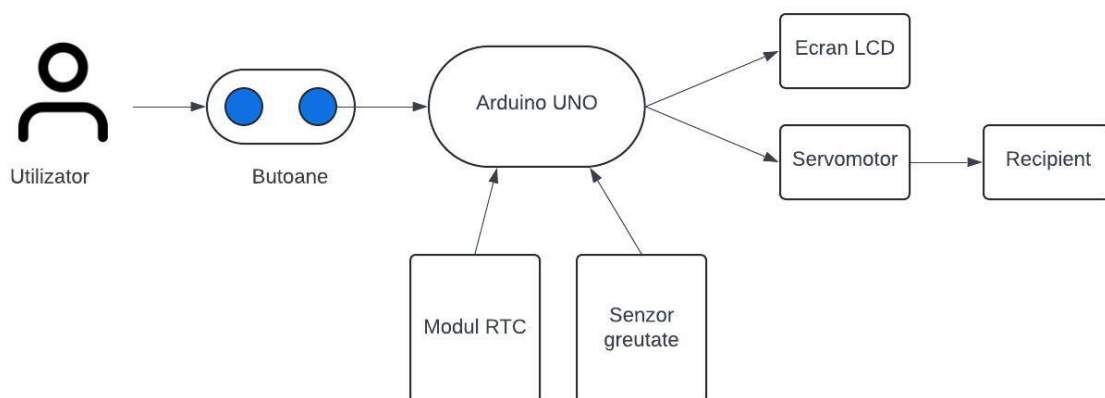 Ecran LCD
Arduino UNO
Servomotor
Recipient
Utilizator
Butoane
Modul RTC
Senzor
greutate